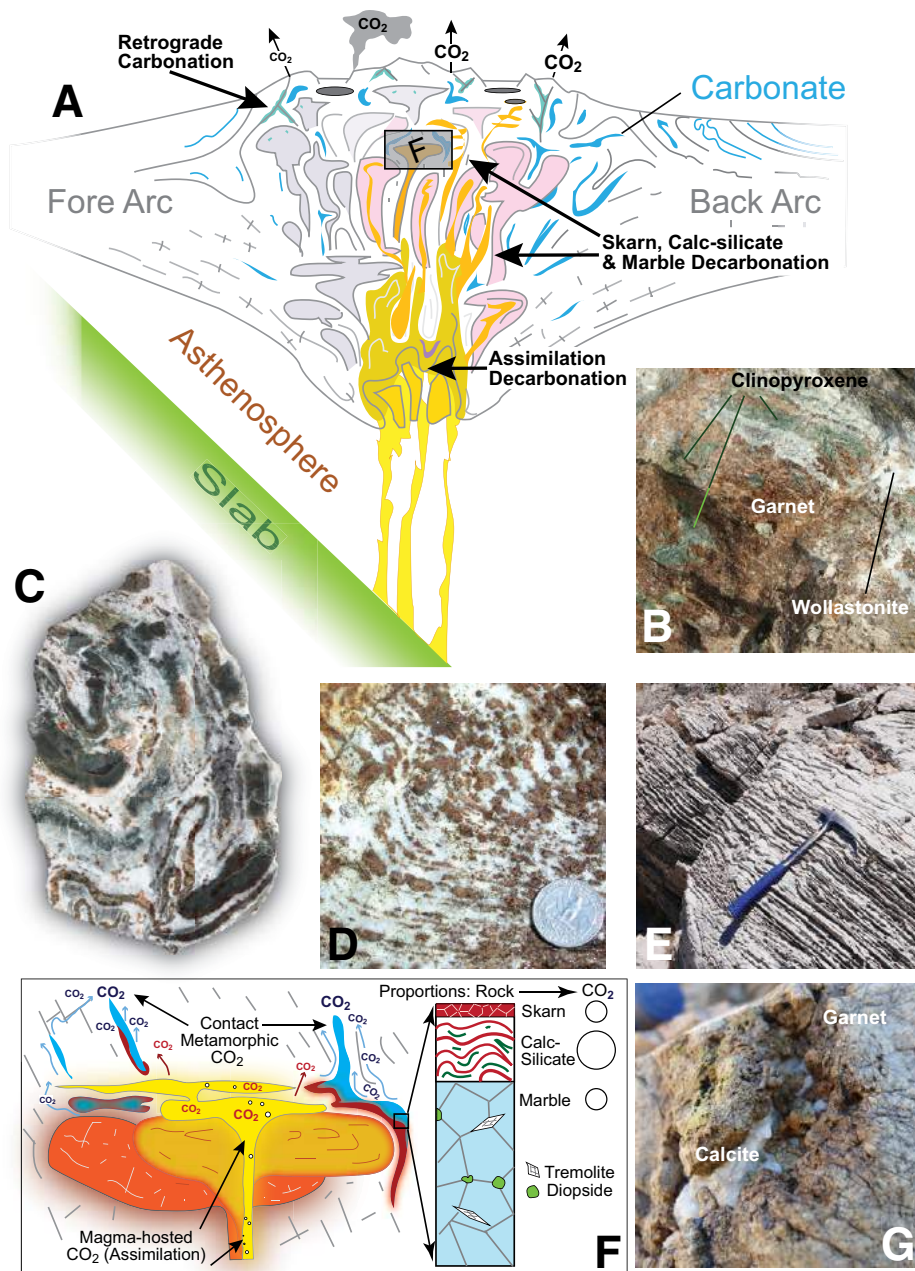 CO2
CO2
CO2
CO2
Retrograde
Carbonation
A
Carbonate
F
Fore Arc
Back Arc
Skarn, Calc-silicate
& Marble Decarbonation
Asthenosphere
Assimilation
Decarbonation
Slab
Clinopyroxene
Garnet
Wollastonite
B
C
D
E
CO2
CO2
CO2
CO2
Contact
Metamorphic
CO2
CO2
CO2
CO2
CO2
CO2
CO2
CO2
CO2
CO2
CO2
CO2
Magma-hosted
CO2 (Assimilation)
Proportions: Rock
CO2
Skarn
Calc-
Silicate
Marble
Tremolite
Diopside
F
Garnet
Calcite
G